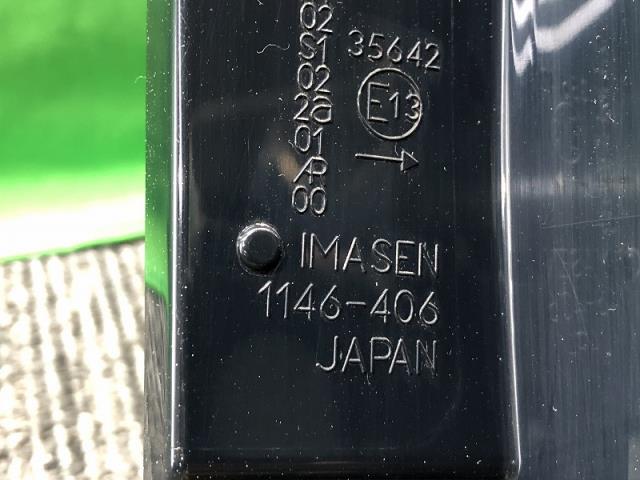 02
S1
02
2a
01
AR
00
35642
E13
IMASEN
1146-406
JAPAN